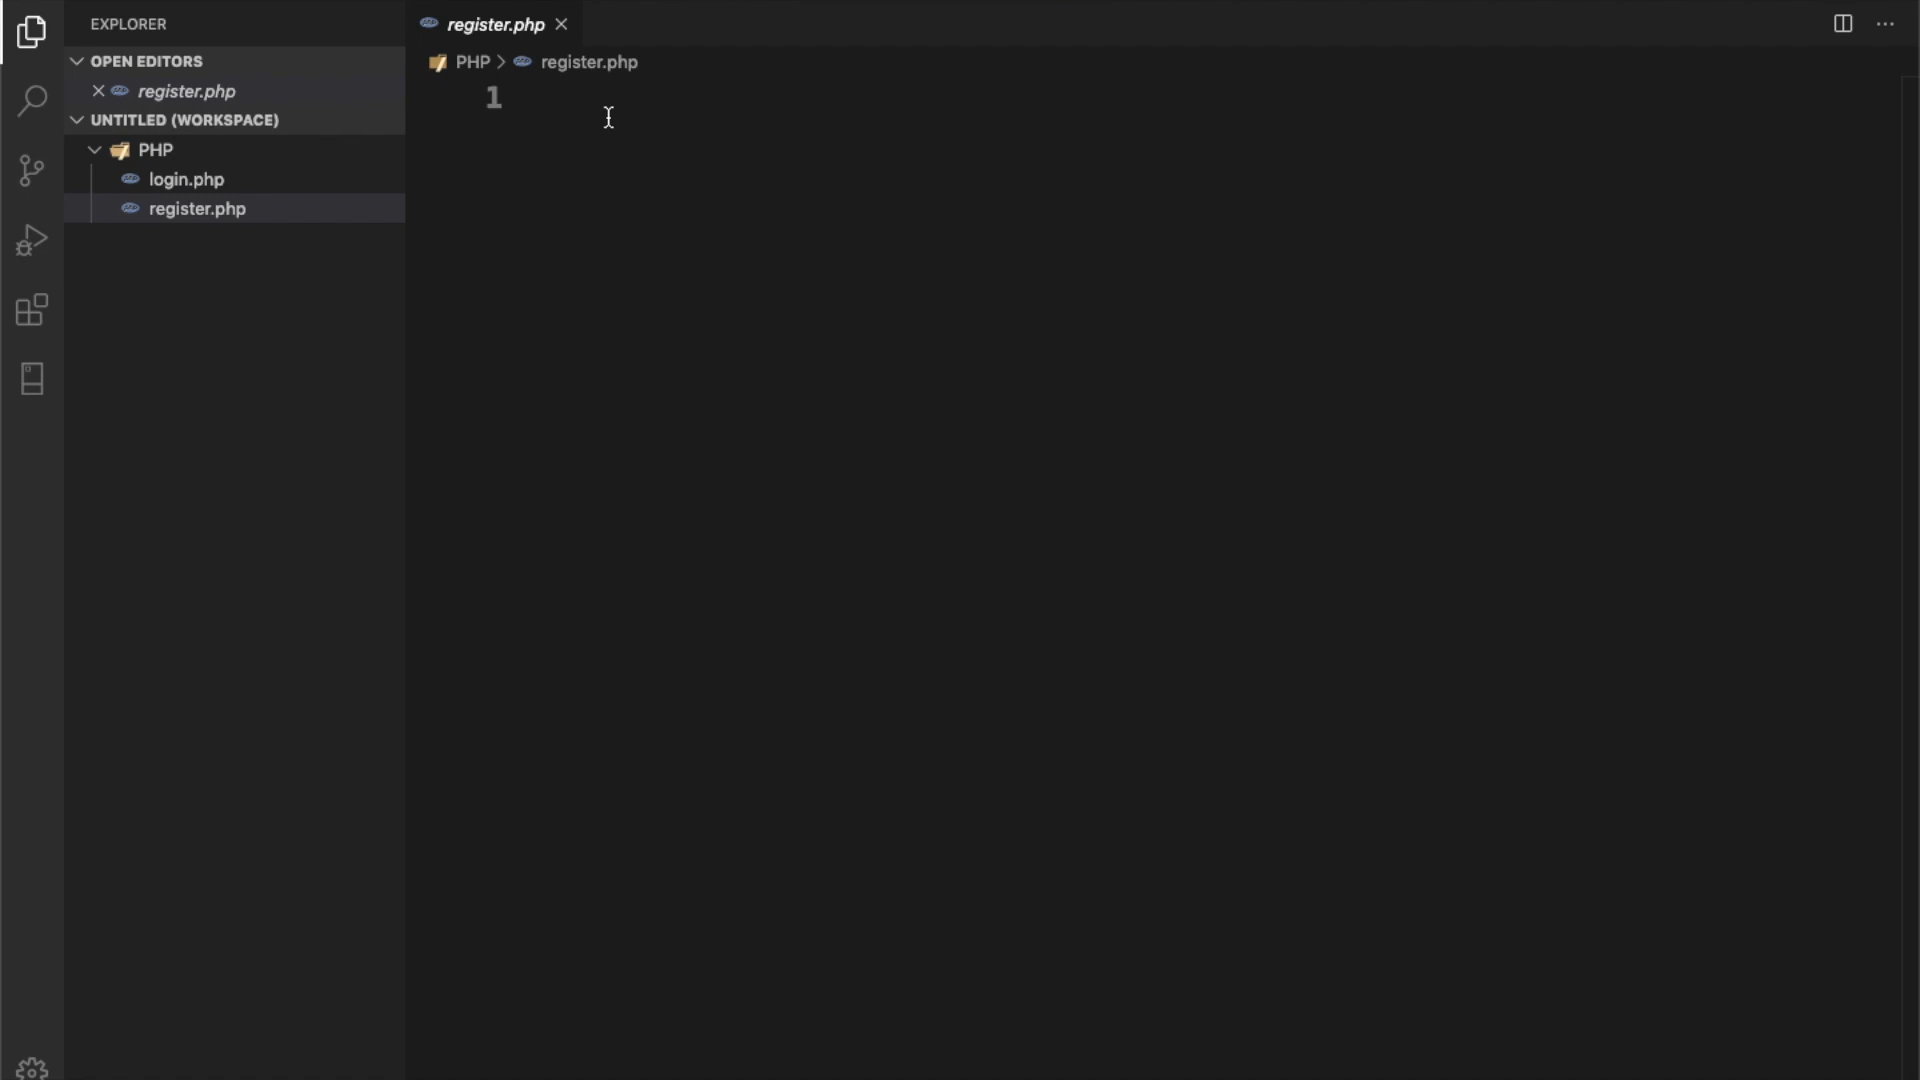 EXPLORER
OPEN EDITORS
register.php
UNTITLED (WORKSPACE)
PHP
login.php
register.php
register.php
PHP > register.php
1